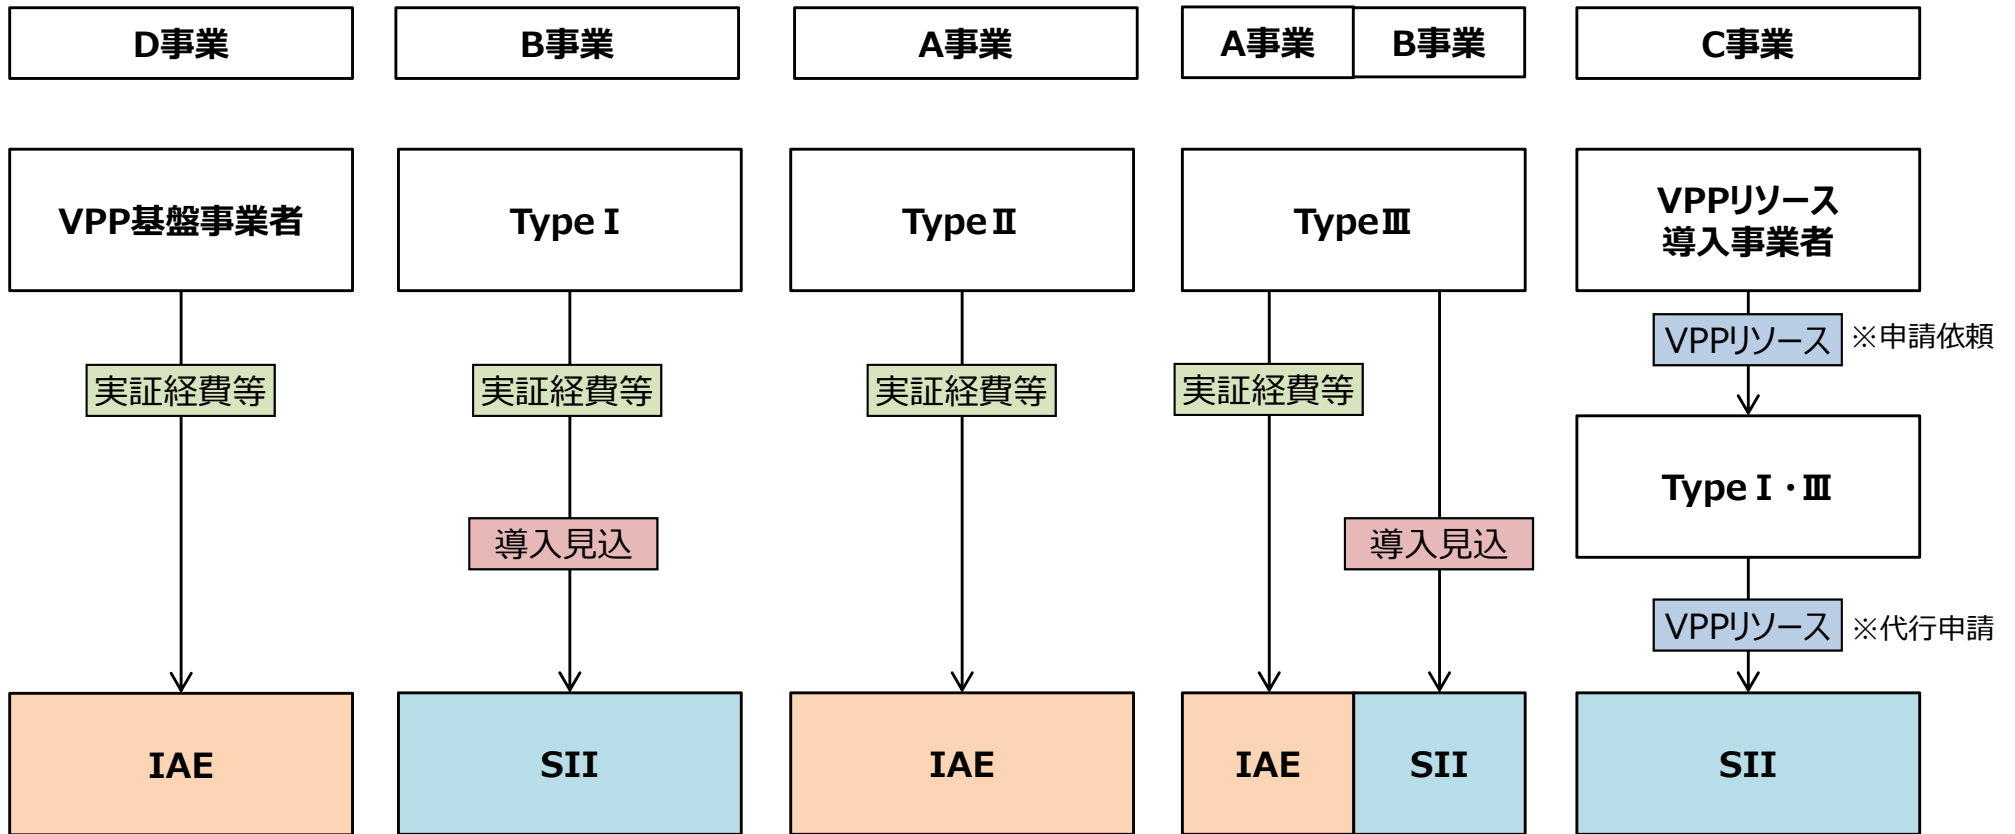 D事業
B事業
A事業
A事業
B事業
C事業
VPP基盤事業者
TypeⅠ
TypeⅡ
TypeⅢ
VPPリソース
導入事業者
VPPリソース
※申請依頼
実証経費等
実証経費等
実証経費等
実証経費等
TypeⅠ・Ⅲ
導入見込
導入見込
VPPリソース
※代行申請
IAE
SII
IAE
IAE
SII
SII